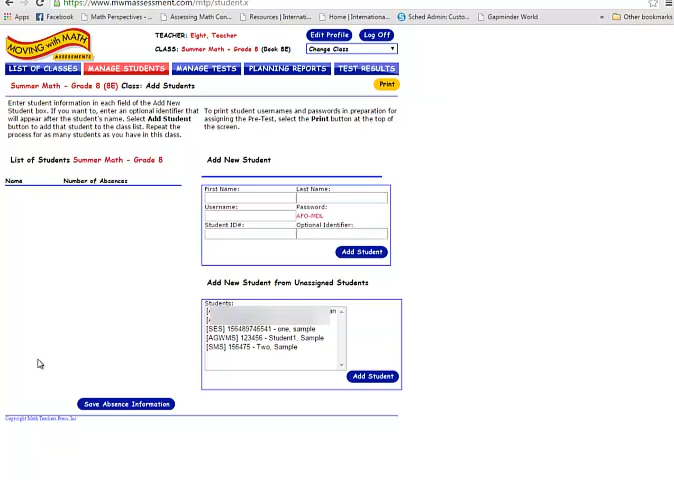 https://www.mwmassessment.com/mtp/student.x
Apps
Math Perspectives - ...
Assessing Math Con...
Resources | Internati...
Home | Internationa...
Sched Admin: Custo...
Gapminder World
»
Other bookmarks
MOVING with MATH
ASSESSMENTS
TEACHER: Eight, Teacher
CLASS: Summer Math - Grade 8 (Book 8E)
Edit Profile
Log Off
Change Class
LIST OF CLASSES
MANAGE STUDENTS
MANAGE TESTS
PLANNING REPORTS
TEST RESULTS
Summer Math - Grade 8 (8E) Class: Add Students
Print
Enter student information in each field of the Add New
Student box. If you want, enter an optional identifier that
will appear after the student's name. Select Add Student
button to add that student to the class list. Repeat the
process for as many students as you have in this class.
To print student usernames and passwords in preparation for
assigning the Pre-Test, select the Print button at the top of
the screen.
List of Students Summer Math - Grade 8
Name
Number of Absences
Add New Student
First Name:
Last Name:
Username:
Password:
AFO-MDL
Student ID#:
Optional Identifier:
Add Student
Add New Student from Unassigned Students
Students:
[SES] 156489746541 - one, sample
[AGWMS] 123456 - Student1, Sample
[SMS] 156475 - Two, Sample
Add Student
Save Absence Information
Copyright Math Teachers Press, Inc